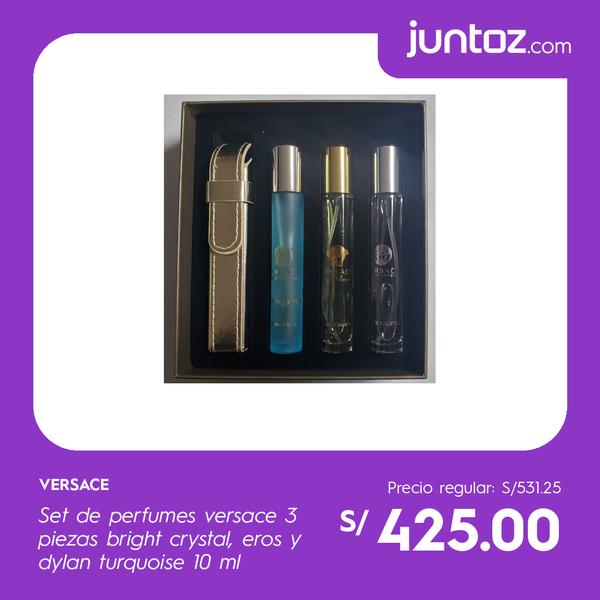 juntoz.com
VERSACE
Set de perfumes versace 3
piezas bright crystal, eros y
dylan turquoise 10 ml
Precio regular: S/531.25
S/ 425.00